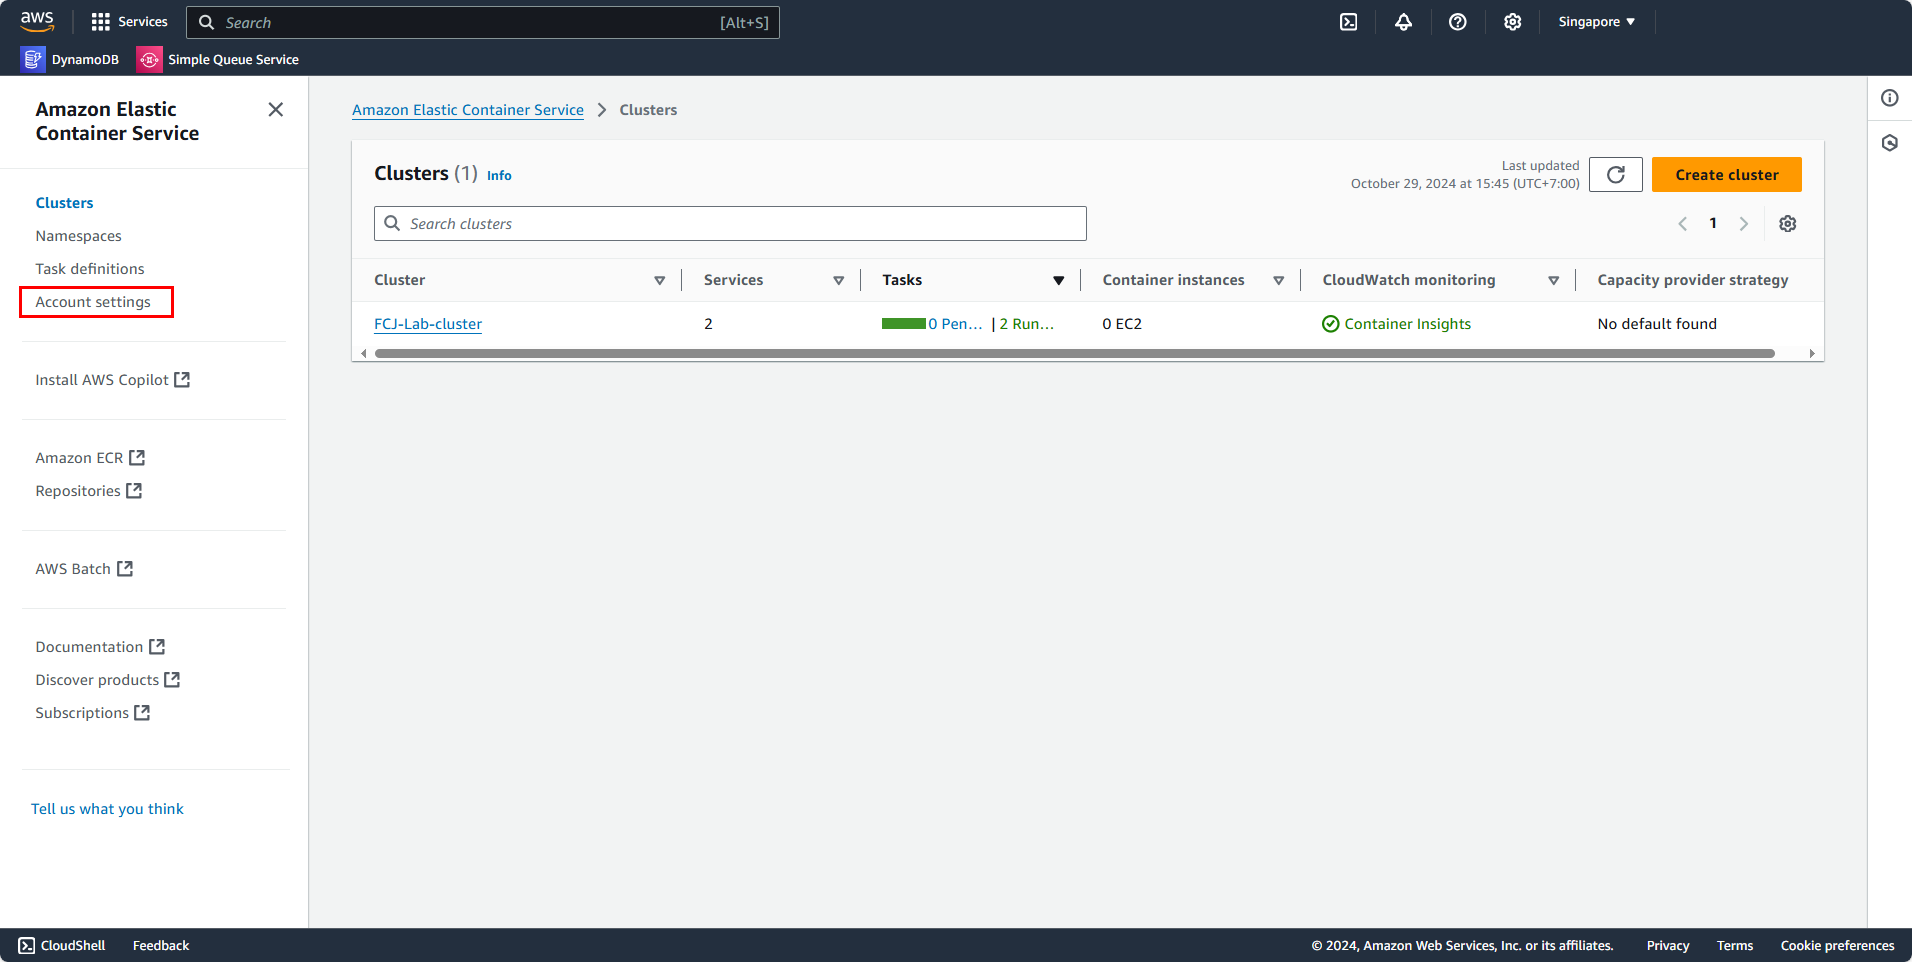 aws
Services
Search
[Alt+S]
Singapore
DynamoDB
Simple Queue Service
Amazon Elastic
Container Service
Clusters
Namespaces
Task definitions
Account settings
Install AWS Copilot
Amazon ECR
Repositories
AWS Batch
Documentation
Discover products
Subscriptions
Tell us what you think
Amazon Elastic Container Service > Clusters
Clusters (1) Info
Last updated
October 29, 2024 at 15:45 (UTC+7:00)
Create cluster
Search clusters
1
Cluster Services Tasks Container instances CloudWatch monitoring Capacity provider strategy
FCJ-Lab-cluster 2 0 Pen... | 2 Run... 0 EC2 Container Insights No default found
CloudShell Feedback © 2024, Amazon Web Services, Inc. or its affiliates. Privacy Terms Cookie preferences